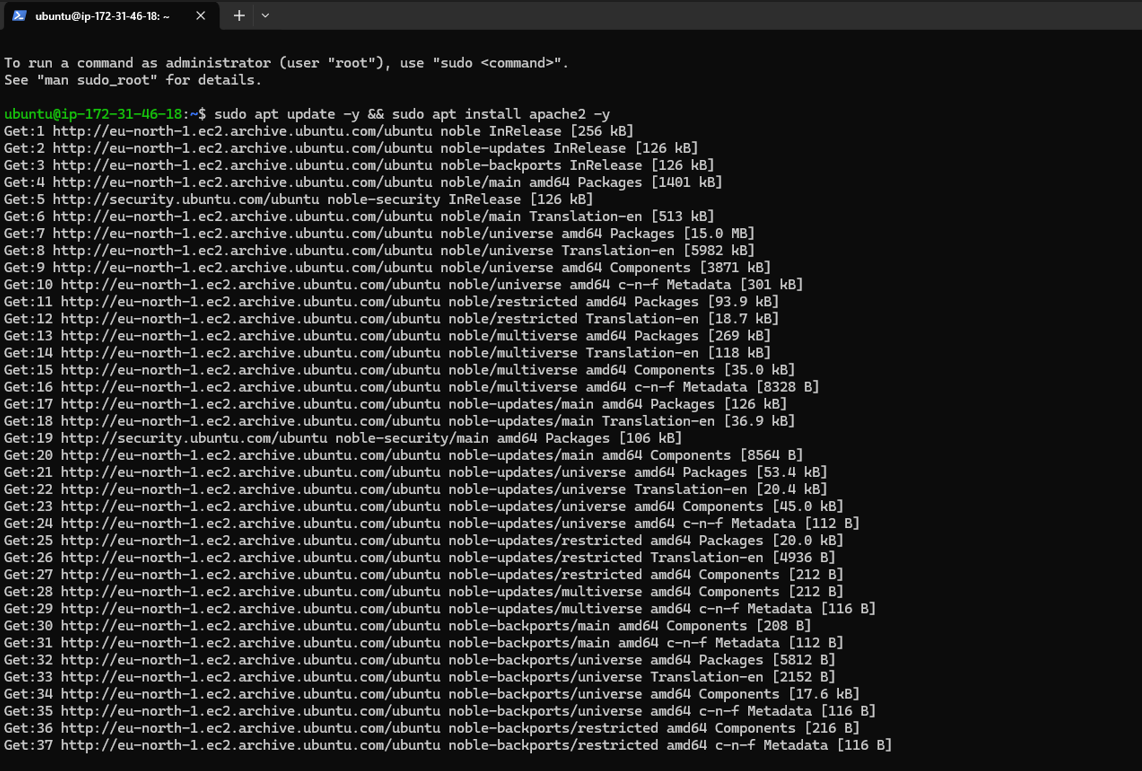 ubuntu@ip-172-31-46-18: ~
To run a command as administrator (user "root"), use "sudo <command>".
See "man sudo_root" for details.
ubuntu@ip-172-31-46-18:~$ sudo apt update -y && sudo apt install apache2 -y
Get:1 http://eu-north-1.ec2.archive.ubuntu.com/ubuntu noble InRelease [256 kB]
Get:2 http://eu-north-1.ec2.archive.ubuntu.com/ubuntu noble-updates InRelease [126 kB]
Get:3 http://eu-north-1.ec2.archive.ubuntu.com/ubuntu noble-backports InRelease [126 kB]
Get:4 http://eu-north-1.ec2.archive.ubuntu.com/ubuntu noble/main amd64 Packages [1401 kB]
Get:5 http://security.ubuntu.com/ubuntu noble-security InRelease [126 kB]
Get:6 http://eu-north-1.ec2.archive.ubuntu.com/ubuntu noble/main Translation-en [513 kB]
Get:7 http://eu-north-1.ec2.archive.ubuntu.com/ubuntu noble/universe amd64 Packages [15.0 MB]
Get:8 http://eu-north-1.ec2.archive.ubuntu.com/ubuntu noble/universe Translation-en [5982 kB]
Get:9 http://eu-north-1.ec2.archive.ubuntu.com/ubuntu noble/universe amd64 Components [3871 kB]
Get:10 http://eu-north-1.ec2.archive.ubuntu.com/ubuntu noble/universe amd64 c-n-f Metadata [301 kB]
Get:11 http://eu-north-1.ec2.archive.ubuntu.com/ubuntu noble/restricted amd64 Packages [93.9 kB]
Get:12 http://eu-north-1.ec2.archive.ubuntu.com/ubuntu noble/restricted Translation-en [18.7 kB]
Get:13 http://eu-north-1.ec2.archive.ubuntu.com/ubuntu noble/multiverse amd64 Packages [269 kB]
Get:14 http://eu-north-1.ec2.archive.ubuntu.com/ubuntu noble/multiverse Translation-en [118 kB]
Get:15 http://eu-north-1.ec2.archive.ubuntu.com/ubuntu noble/multiverse amd64 Components [35.0 kB]
Get:16 http://eu-north-1.ec2.archive.ubuntu.com/ubuntu noble/multiverse amd64 c-n-f Metadata [8328 B]
Get:17 http://eu-north-1.ec2.archive.ubuntu.com/ubuntu noble-updates/main amd64 Packages [126 kB]
Get:18 http://eu-north-1.ec2.archive.ubuntu.com/ubuntu noble-updates/main Translation-en [36.9 kB]
Get:19 http://security.ubuntu.com/ubuntu noble-security/main amd64 Packages [106 kB]
Get:20 http://eu-north-1.ec2.archive.ubuntu.com/ubuntu noble-updates/main amd64 Components [8564 B]
Get:21 http://eu-north-1.ec2.archive.ubuntu.com/ubuntu noble-updates/universe amd64 Packages [53.4 kB]
Get:22 http://eu-north-1.ec2.archive.ubuntu.com/ubuntu noble-updates/universe Translation-en [20.4 kB]
Get:23 http://eu-north-1.ec2.archive.ubuntu.com/ubuntu noble-updates/universe amd64 Components [45.0 kB]
Get:24 http://eu-north-1.ec2.archive.ubuntu.com/ubuntu noble-updates/universe amd64 c-n-f Metadata [112 B]
Get:25 http://eu-north-1.ec2.archive.ubuntu.com/ubuntu noble-updates/restricted amd64 Packages [20.0 kB]
Get:26 http://eu-north-1.ec2.archive.ubuntu.com/ubuntu noble-updates/restricted Translation-en [4936 B]
Get:27 http://eu-north-1.ec2.archive.ubuntu.com/ubuntu noble-updates/restricted amd64 Components [212 B]
Get:28 http://eu-north-1.ec2.archive.ubuntu.com/ubuntu noble-updates/multiverse amd64 Components [212 B]
Get:29 http://eu-north-1.ec2.archive.ubuntu.com/ubuntu noble-updates/multiverse amd64 c-n-f Metadata [116 B]
Get:30 http://eu-north-1.ec2.archive.ubuntu.com/ubuntu noble-backports/main amd64 Components [208 B]
Get:31 http://eu-north-1.ec2.archive.ubuntu.com/ubuntu noble-backports/main amd64 c-n-f Metadata [112 B]
Get:32 http://eu-north-1.ec2.archive.ubuntu.com/ubuntu noble-backports/universe amd64 Packages [5812 B]
Get:33 http://eu-north-1.ec2.archive.ubuntu.com/ubuntu noble-backports/universe Translation-en [2152 B]
Get:34 http://eu-north-1.ec2.archive.ubuntu.com/ubuntu noble-backports/universe amd64 Components [17.6 kB]
Get:35 http://eu-north-1.ec2.archive.ubuntu.com/ubuntu noble-backports/universe amd64 c-n-f Metadata [116 B]
Get:36 http://eu-north-1.ec2.archive.ubuntu.com/ubuntu noble-backports/restricted amd64 Components [216 B]
Get:37 http://eu-north-1.ec2.archive.ubuntu.com/ubuntu noble-backports/restricted amd64 c-n-f Metadata [116 B]